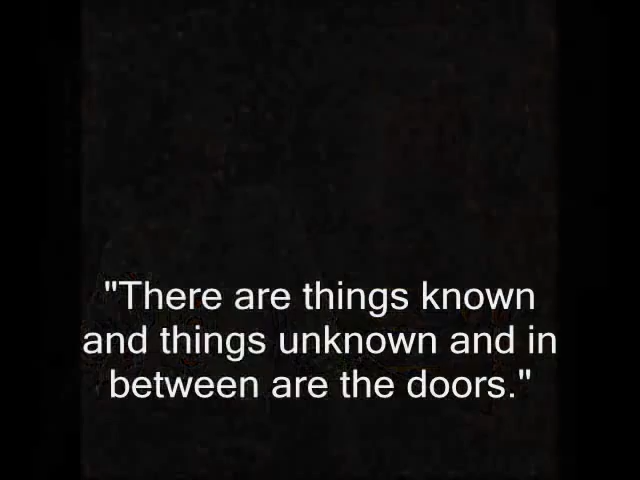 "There are things known
and things unknown and in
between are the doors."